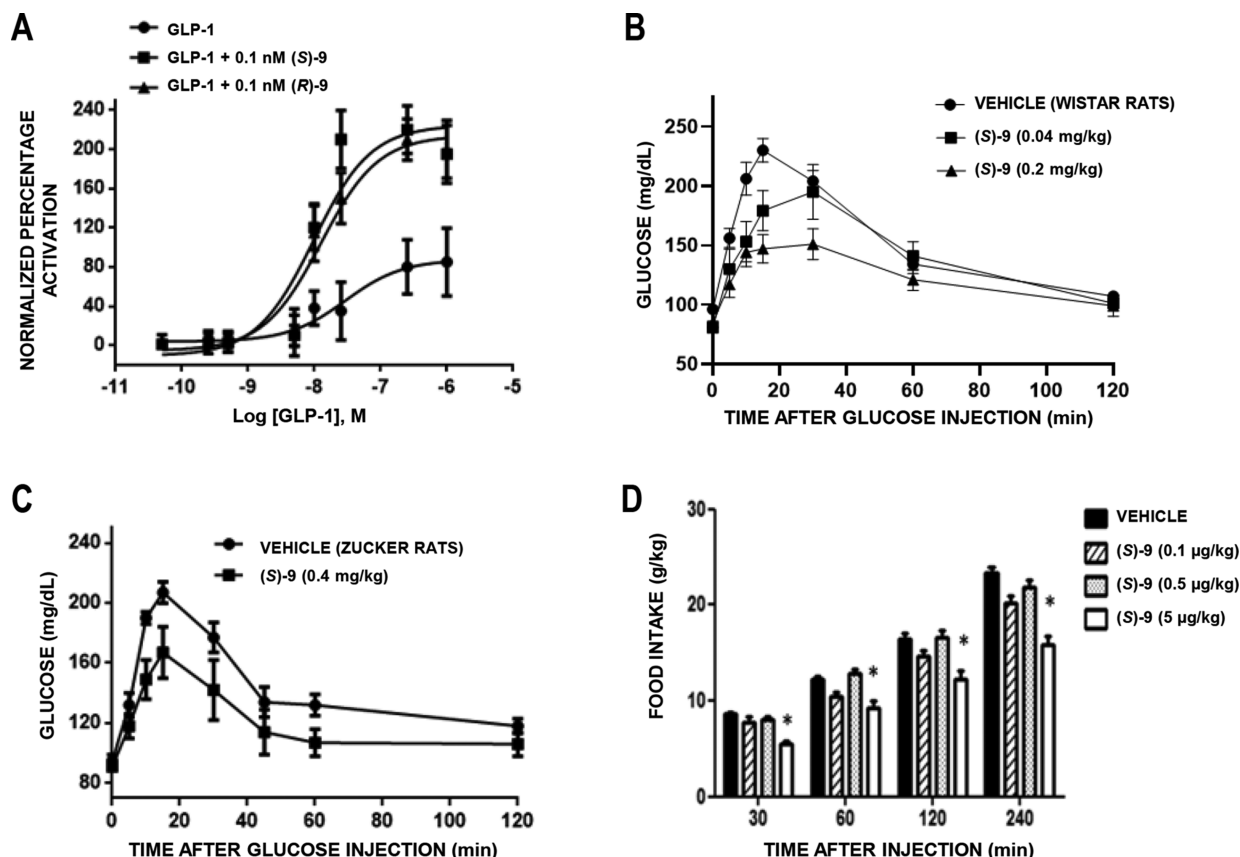 A
GLP-1
GLP-1 + 0.1 nM (S)-9
GLP-1 + 0.1 nM (R)-9
NORMALIZED PERCENTAGE
ACTIVATION
240
200
160
120
80
40
0
-11
-10
-9
-8
-7
-6
-5
Log [GLP-1], M
B
VEHICLE (WISTAR RATS)
(S)-9 (0.04 mg/kg)
(S)-9 (0.2 mg/kg)
GLUCOSE (mg/dL)
250
200
150
100
50
0
20
40
60
80
100
120
TIME AFTER GLUCOSE INJECTION (min)
C
VEHICLE (ZUCKER RATS)
(S)-9 (0.4 mg/kg)
GLUCOSE (mg/dL)
240
200
160
120
80
0
20
40
60
80
100
120
TIME AFTER GLUCOSE INJECTION (min)
D
VEHICLE
(S)-9 (0.1 µg/kg)
(S)-9 (0.5 µg/kg)
(S)-9 (5 µg/kg)
FOOD INTAKE (g/kg)
30
20
10
0
*
*
*
*
30
60
120
240
TIME AFTER INJECTION (min)